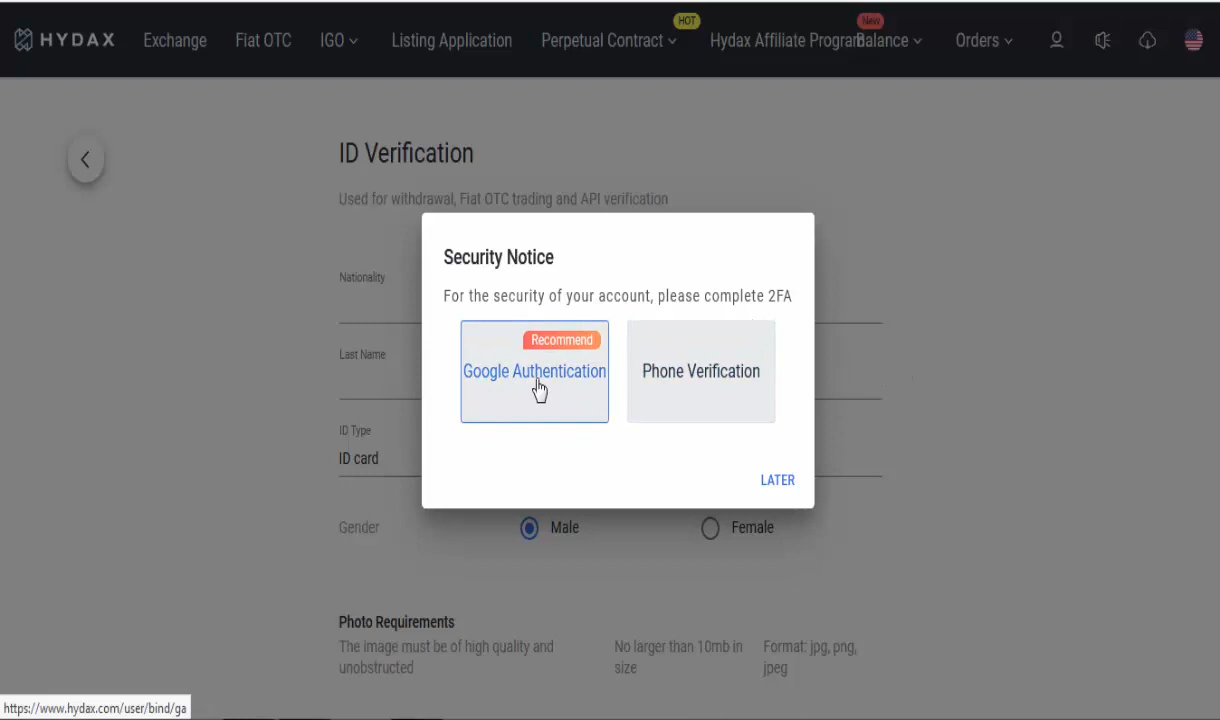 HYDAX Exchange Fiat OTC IGO Listing Application Perpetual Contract HOT Hydax Affiliate Program New Balance Orders
ID Verification
Used for withdrawal, Fiat OTC trading and API verification
Security Notice
For the security of your account, please complete 2FA
Nationality
Recommend
Google Authentication Phone Verification
Last Name
ID Type
ID card
LATER
Gender Male Female
Photo Requirements
The image must be of high quality and No larger than 10mb in Format: jpg, png,
unobstructed size jpeg
https://www.hydax.com/user/bind/ga